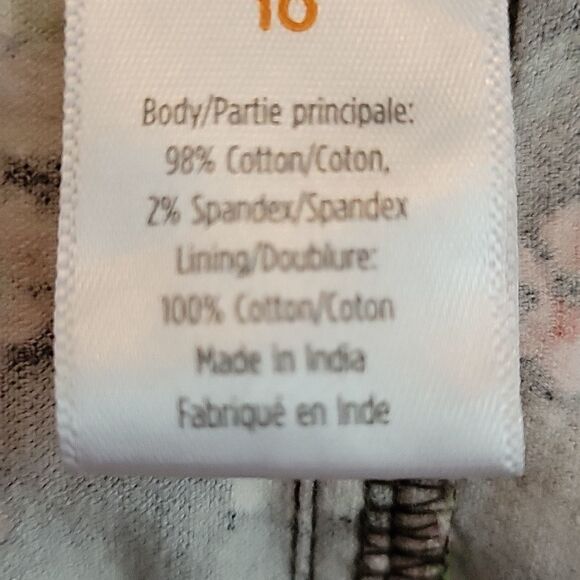 10
Body/Partie principale:
98% Cotton/Coton,
2% Spandex/Spandex
Lining/Doublure:
100% Cotton/Coton
Made in India
Fabriqué en Inde